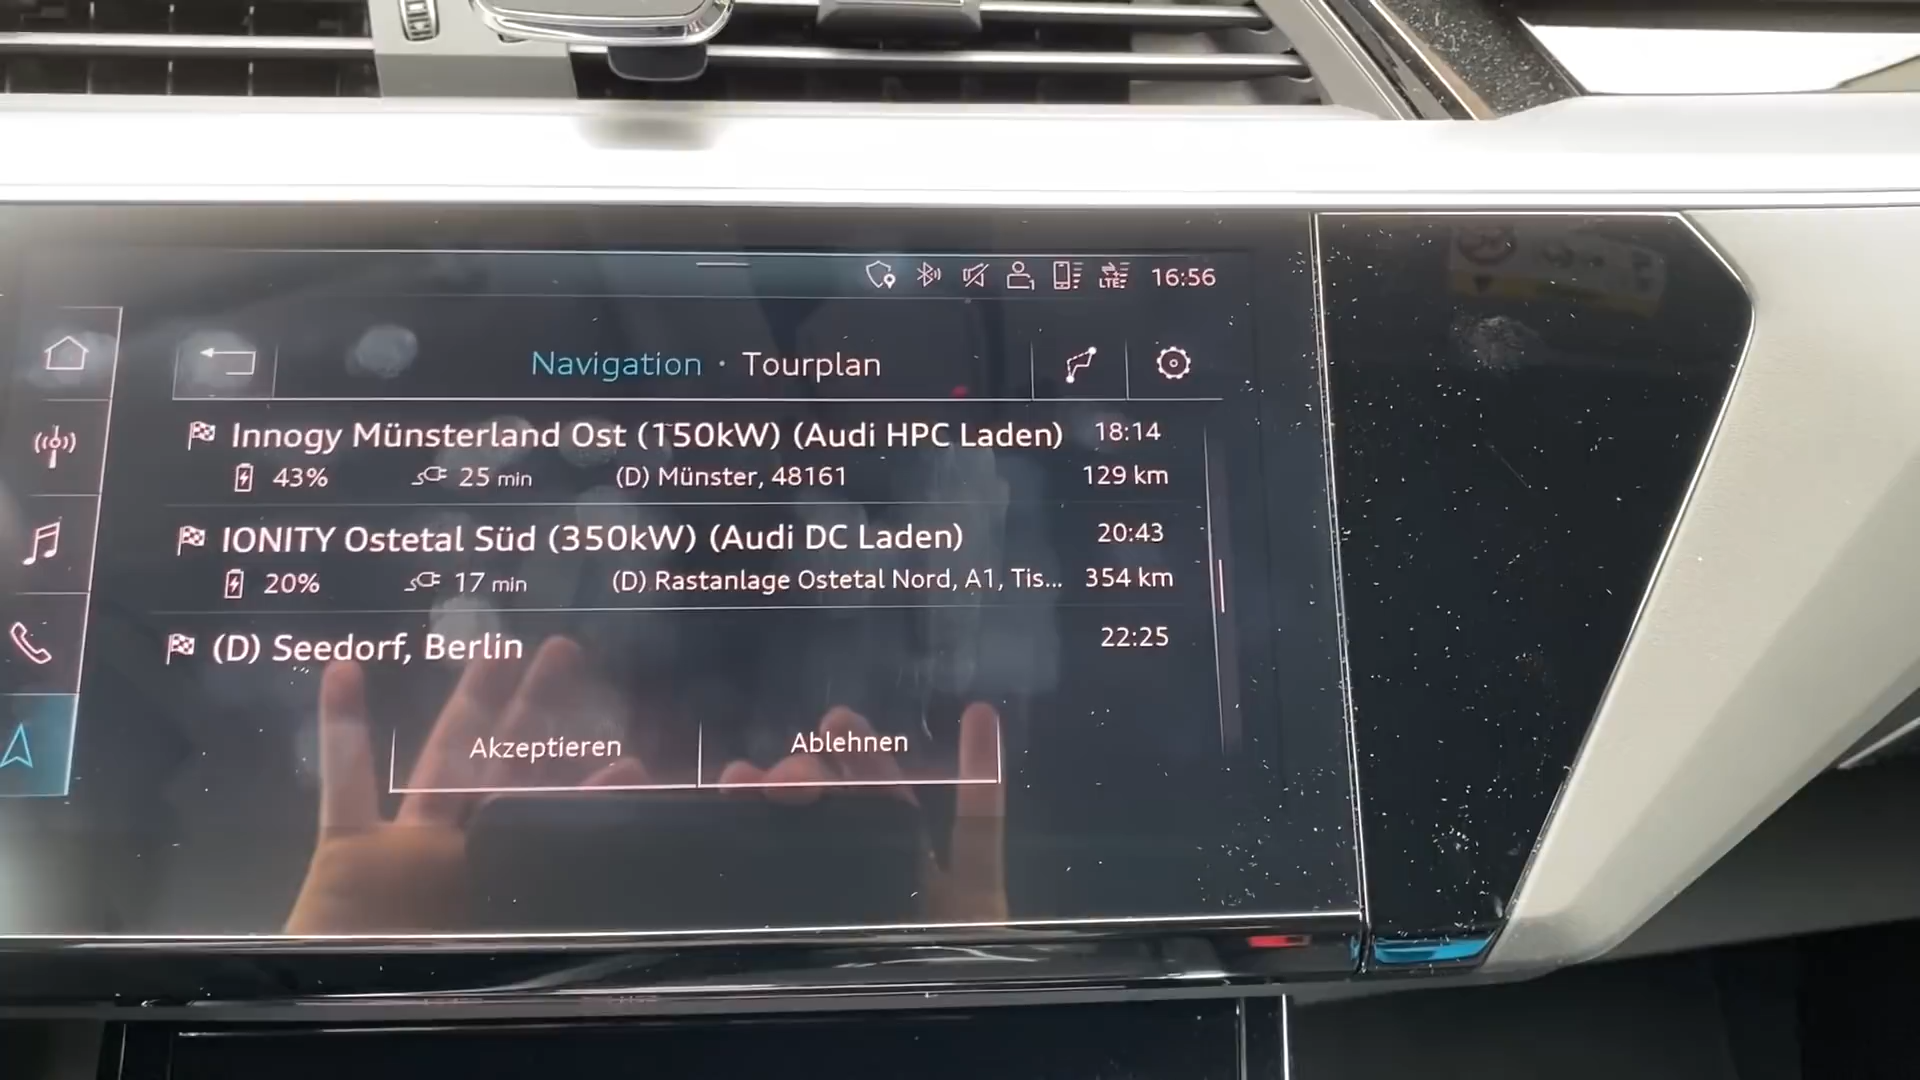 LTE
16:56
Navigation · Tourplan
Innogy Münsterland Ost (150kW) (Audi HPC Laden) 18:14
43% 25 min (D) Münster, 48161 129 km
IONITY Ostetal Süd (350kW) (Audi DC Laden) 20:43
20% 17 min (D) Rastanlage Ostetal Nord, A1, Tis... 354 km
(D) Seedorf, Berlin 22:25
Akzeptieren Ablehnen